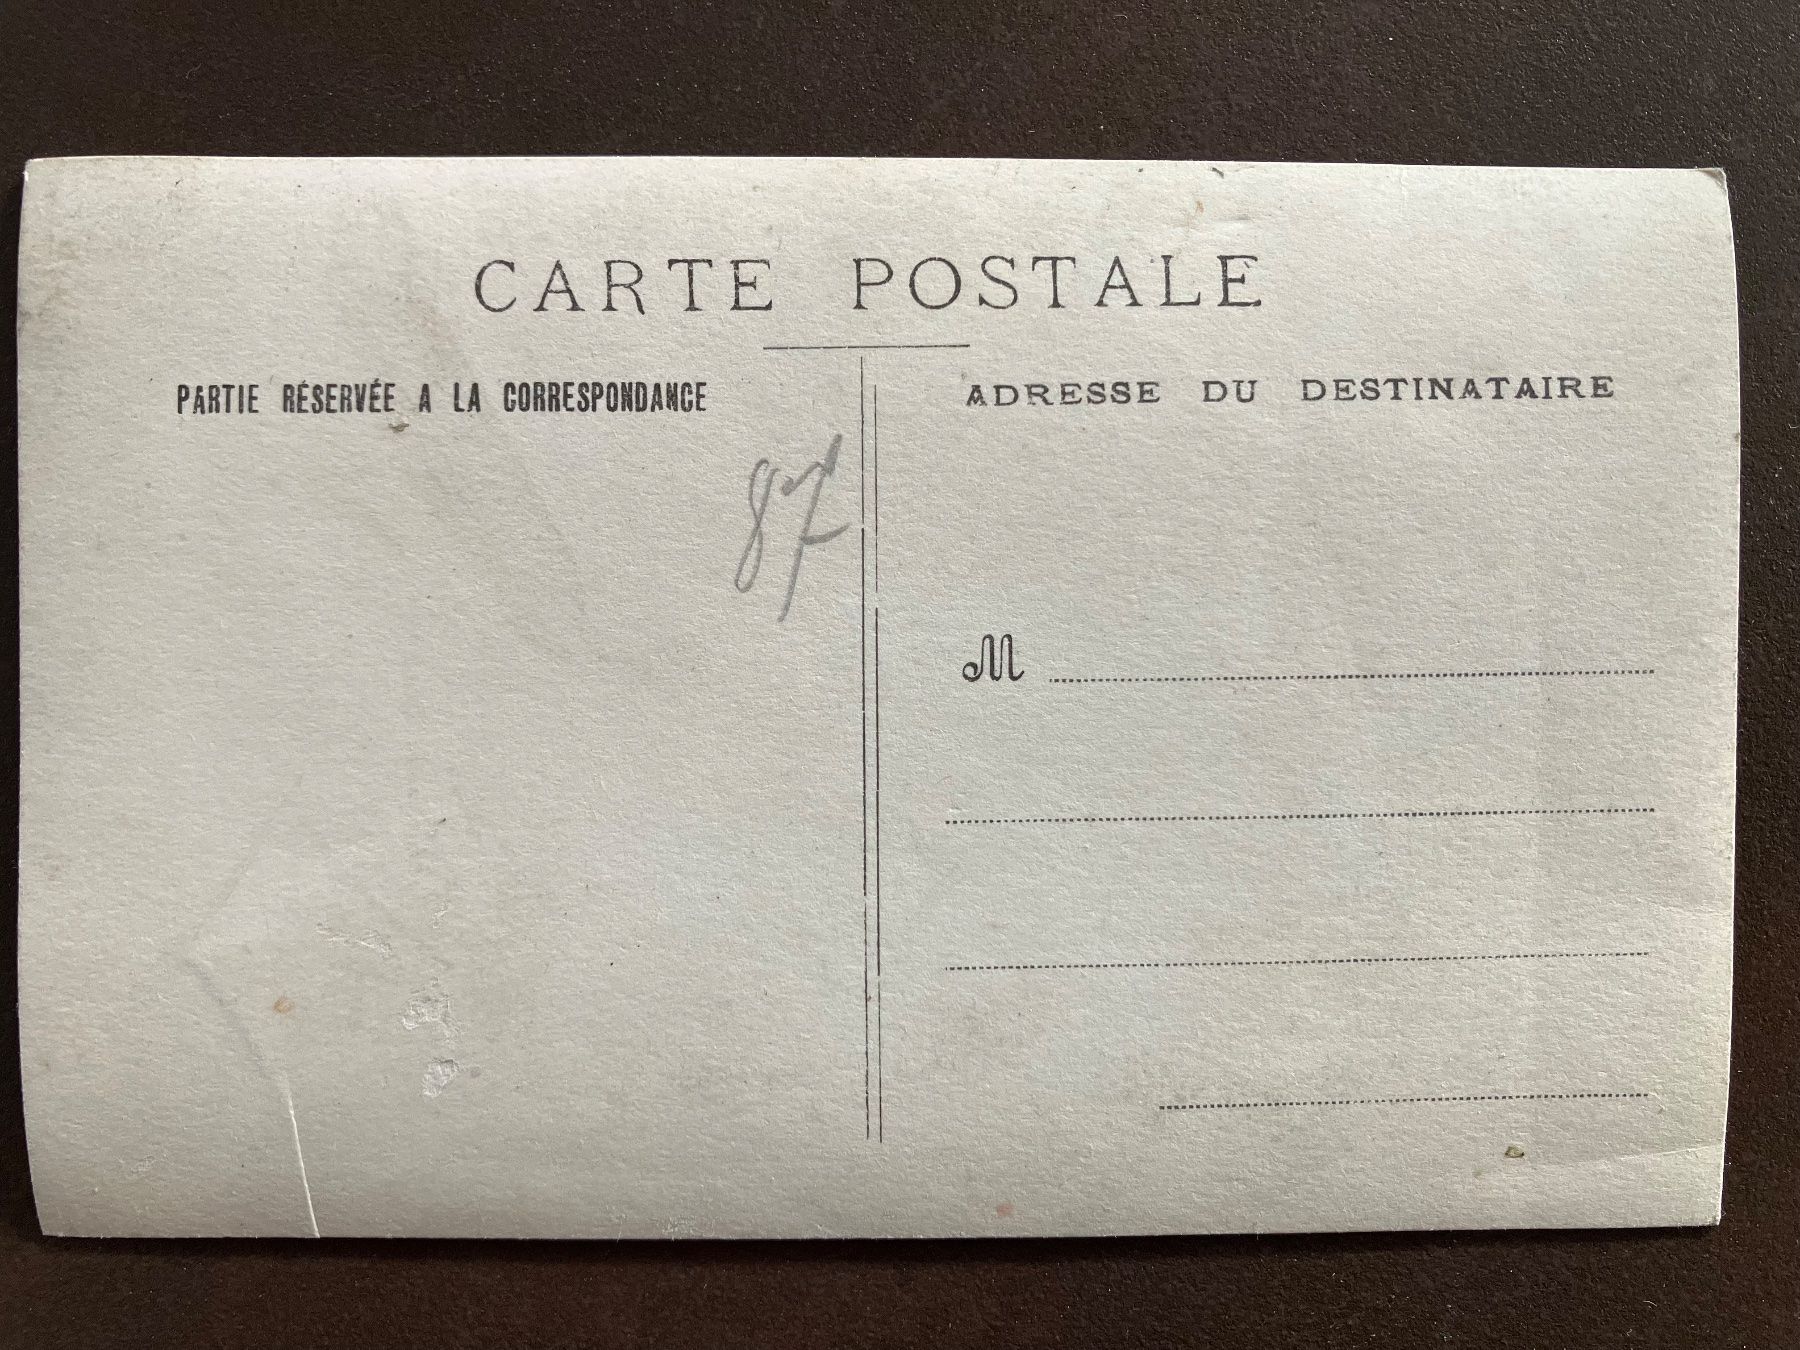 CARTE POSTALE
PARTIE RÉSERVÉE A LA CORRESPONDANCE
87
ADRESSE DU DESTINATAIRE
M